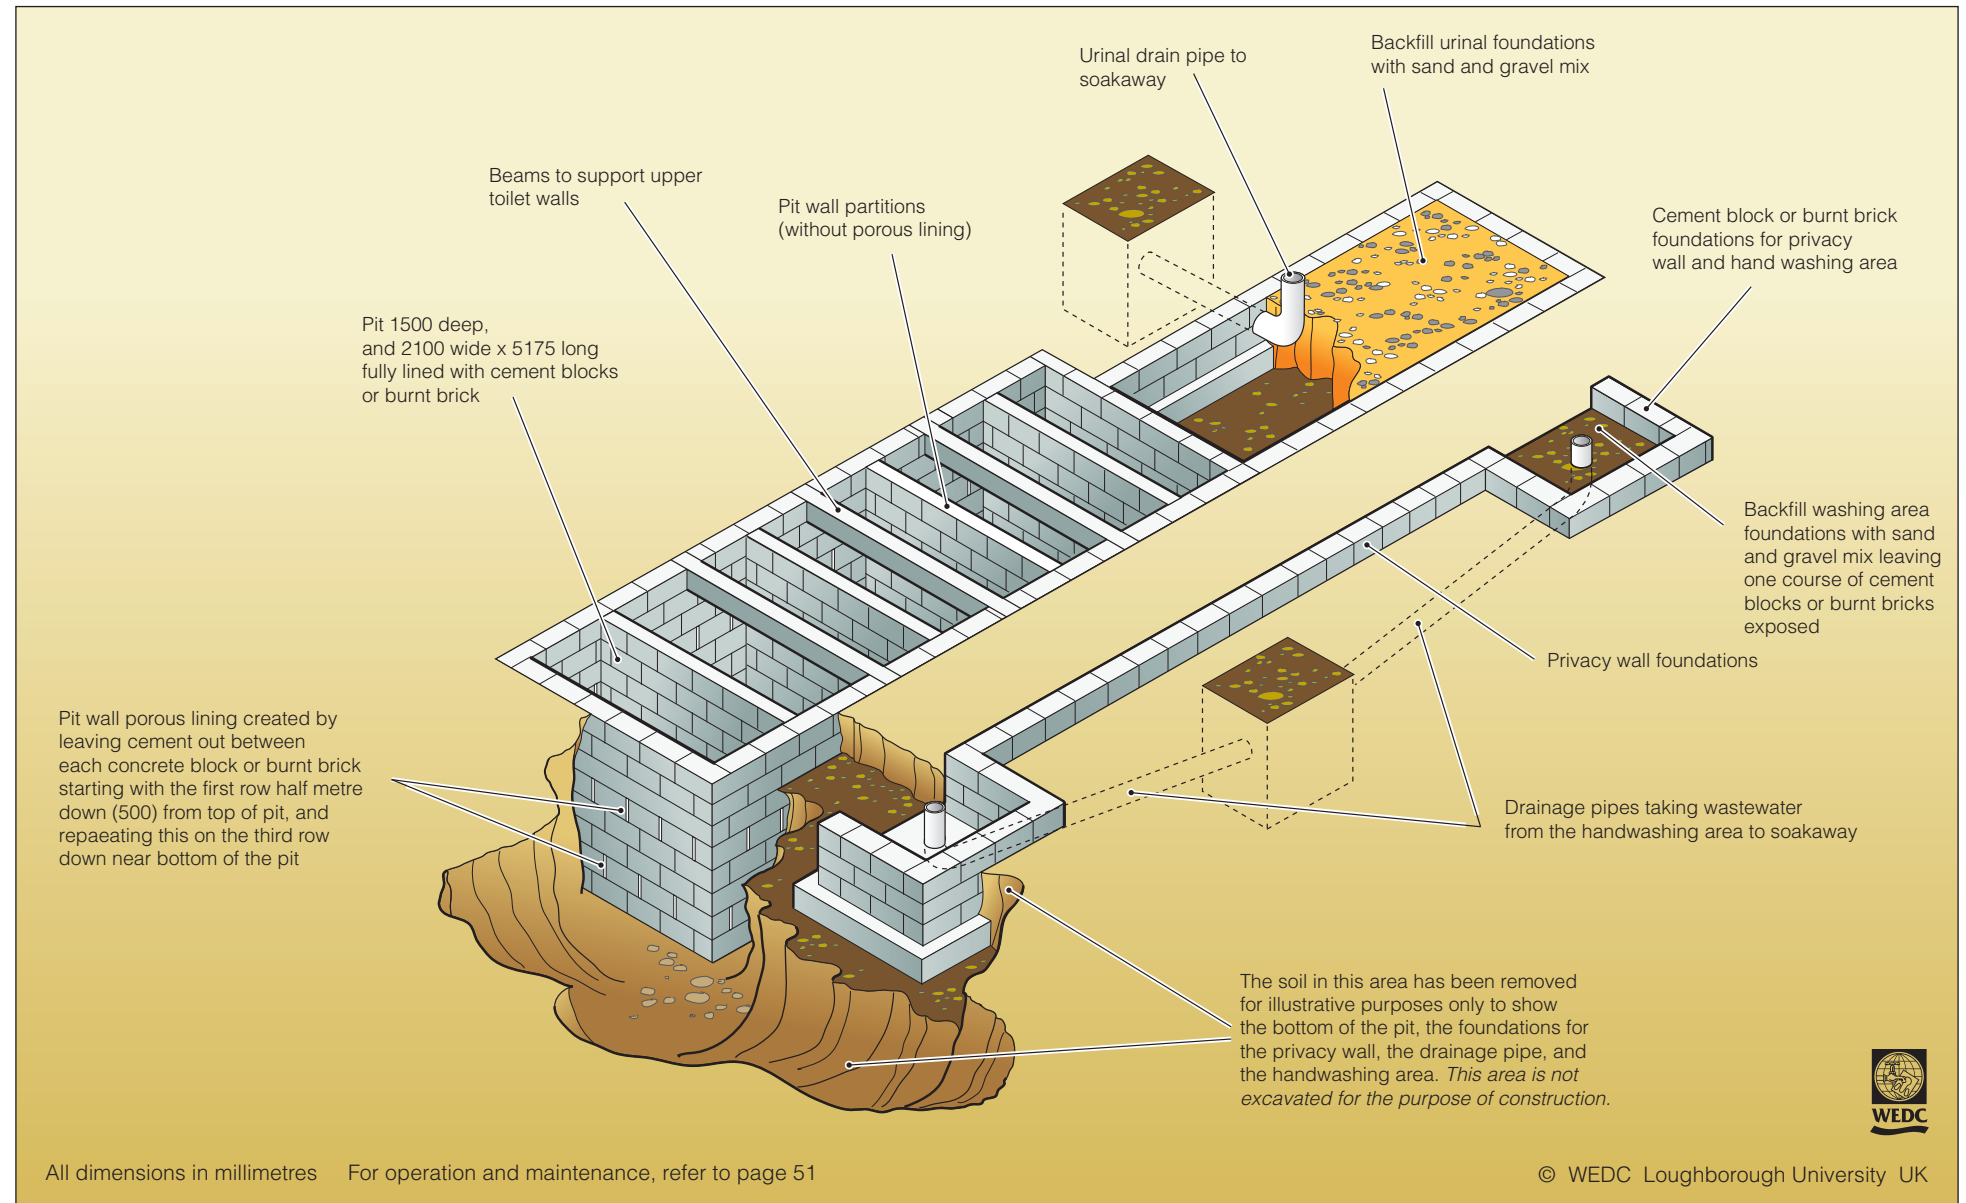 Urinal drain pipe to
soakaway
Backfill urinal foundations
with sand and gravel mix
Beams to support upper
toilet walls
Pit wall partitions
(without porous lining)
Cement block or burnt brick
foundations for privacy
wall and hand washing area
Pit 1500 deep,
and 2100 wide x 5175 long
fully lined with cement blocks
or burnt brick
Backfill washing area
foundations with sand
and gravel mix leaving
one course of cement
blocks or burnt bricks
exposed
Privacy wall foundations
Pit wall porous lining created by
leaving cement out between
each concrete block or burnt brick
starting with the first row half metre
down (500) from top of pit, and
repaeating this on the third row
down near bottom of the pit
Drainage pipes taking wastewater
from the handwashing area to soakaway
The soil in this area has been removed
for illustrative purposes only to show
the bottom of the pit, the foundations for
the privacy wall, the drainage pipe, and
the handwashing area. This area is not
excavated for the purpose of construction.
WEDC
All dimensions in millimetres For operation and maintenance, refer to page 51
© WEDC Loughborough University UK